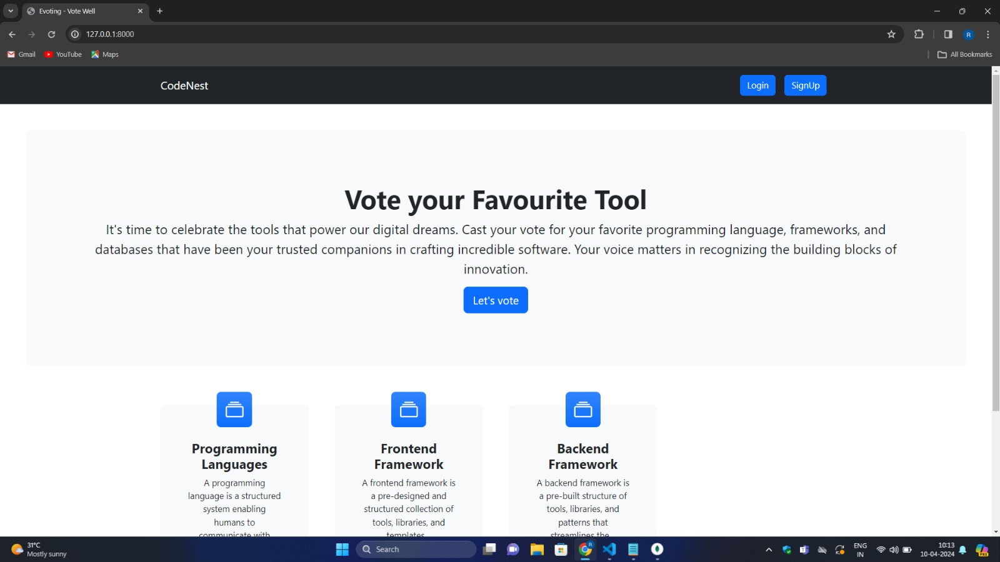 Evoting - Vote Well
127.0.0.1:8000
Gmail YouTube Maps All Bookmarks
CodeNest Login SignUp
Vote your Favourite Tool
It's time to celebrate the tools that power our digital dreams. Cast your vote for your favorite programming language, frameworks, and
databases that have been your trusted companions in crafting incredible software. Your voice matters in recognizing the building blocks of
innovation.
Let's vote
Programming
Languages
A programming
language is a structured
system enabling
humans to
communicate with
Frontend
Framework
A frontend framework is
a pre-designed and
structured collection of
tools, libraries, and
templates
Backend
Framework
A backend framework is
a pre-built structure of
tools, libraries, and
patterns that
streamlines the
31°C
Mostly sunny
Search
ENG
IN
10:13
10-04-2024